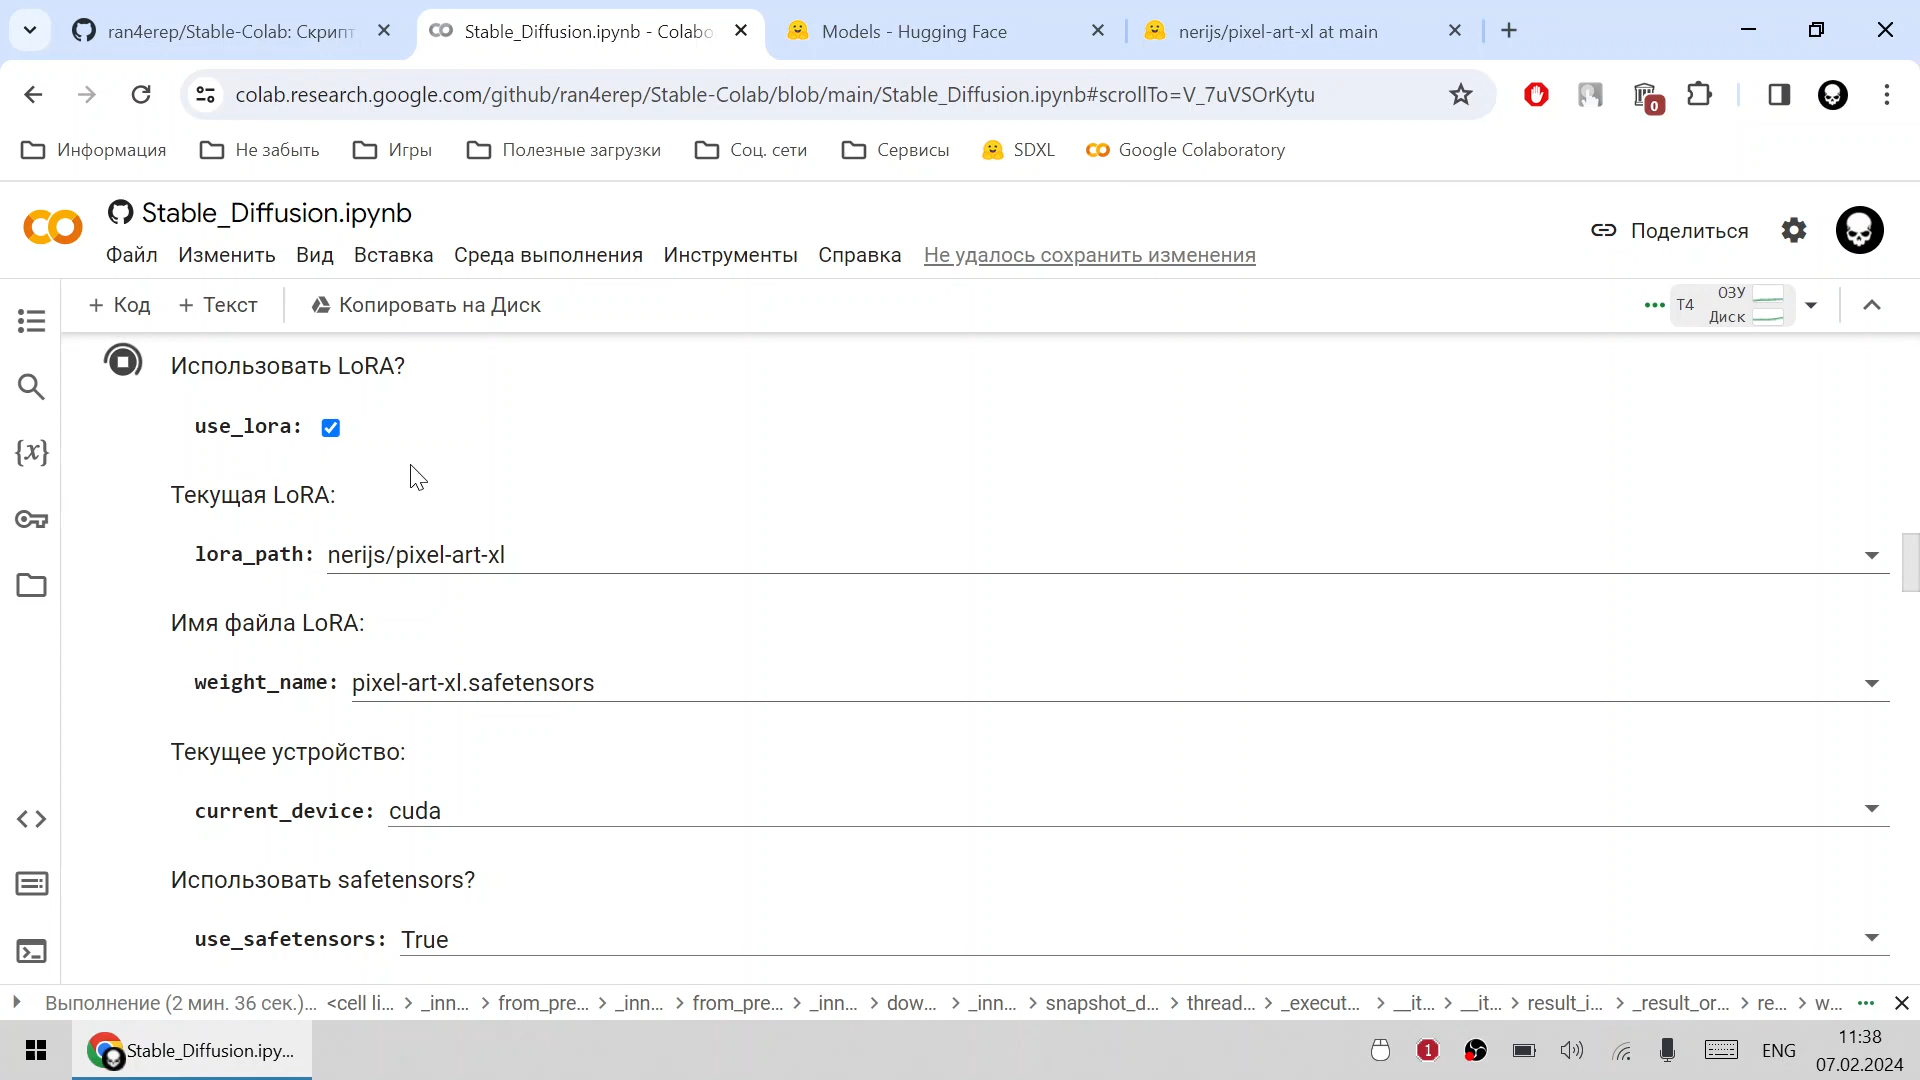 ran4erep/Stable-Colab: Скрипт
Stable_Diffusion.ipynb - Colabo
Models - Hugging Face
nerijs/pixel-art-xl at main
colab.research.google.com/github/ran4erep/Stable-Colab/blob/main/Stable_Diffusion.ipynb#scrollTo=V_7uVSOrKytu
0
Информация
Не забыть
Игры
Полезные загрузки
Соц. сети
Сервисы
SDXL
Google Colaboratory
Stable_Diffusion.ipynb
Поделиться
Файл Изменить Вид Вставка Среда выполнения Инструменты Справка Не удалось сохранить изменения
+ Код + Текст Копировать на Диск
T4 ОЗУ
Диск
Использовать LoRA?
use_lora:
Текущая LoRA:
lora_path: nerijs/pixel-art-xl
Имя файла LoRA:
weight_name: pixel-art-xl.safetensors
Текущее устройство:
current_device: cuda
Использовать safetensors?
use_safetensors: True
Выполнение (2 мин. 36 сек.)... <cell li... > _inn... > from_pre... > _inn... > from_pre... > _inn... > dow... > _inn... > snapshot_d... > thread... > _execut... > __it... > __it... > result_i... > _result_or... > re... > w... ...
Stable_Diffusion.ipy...
1
ENG
11:38
07.02.2024